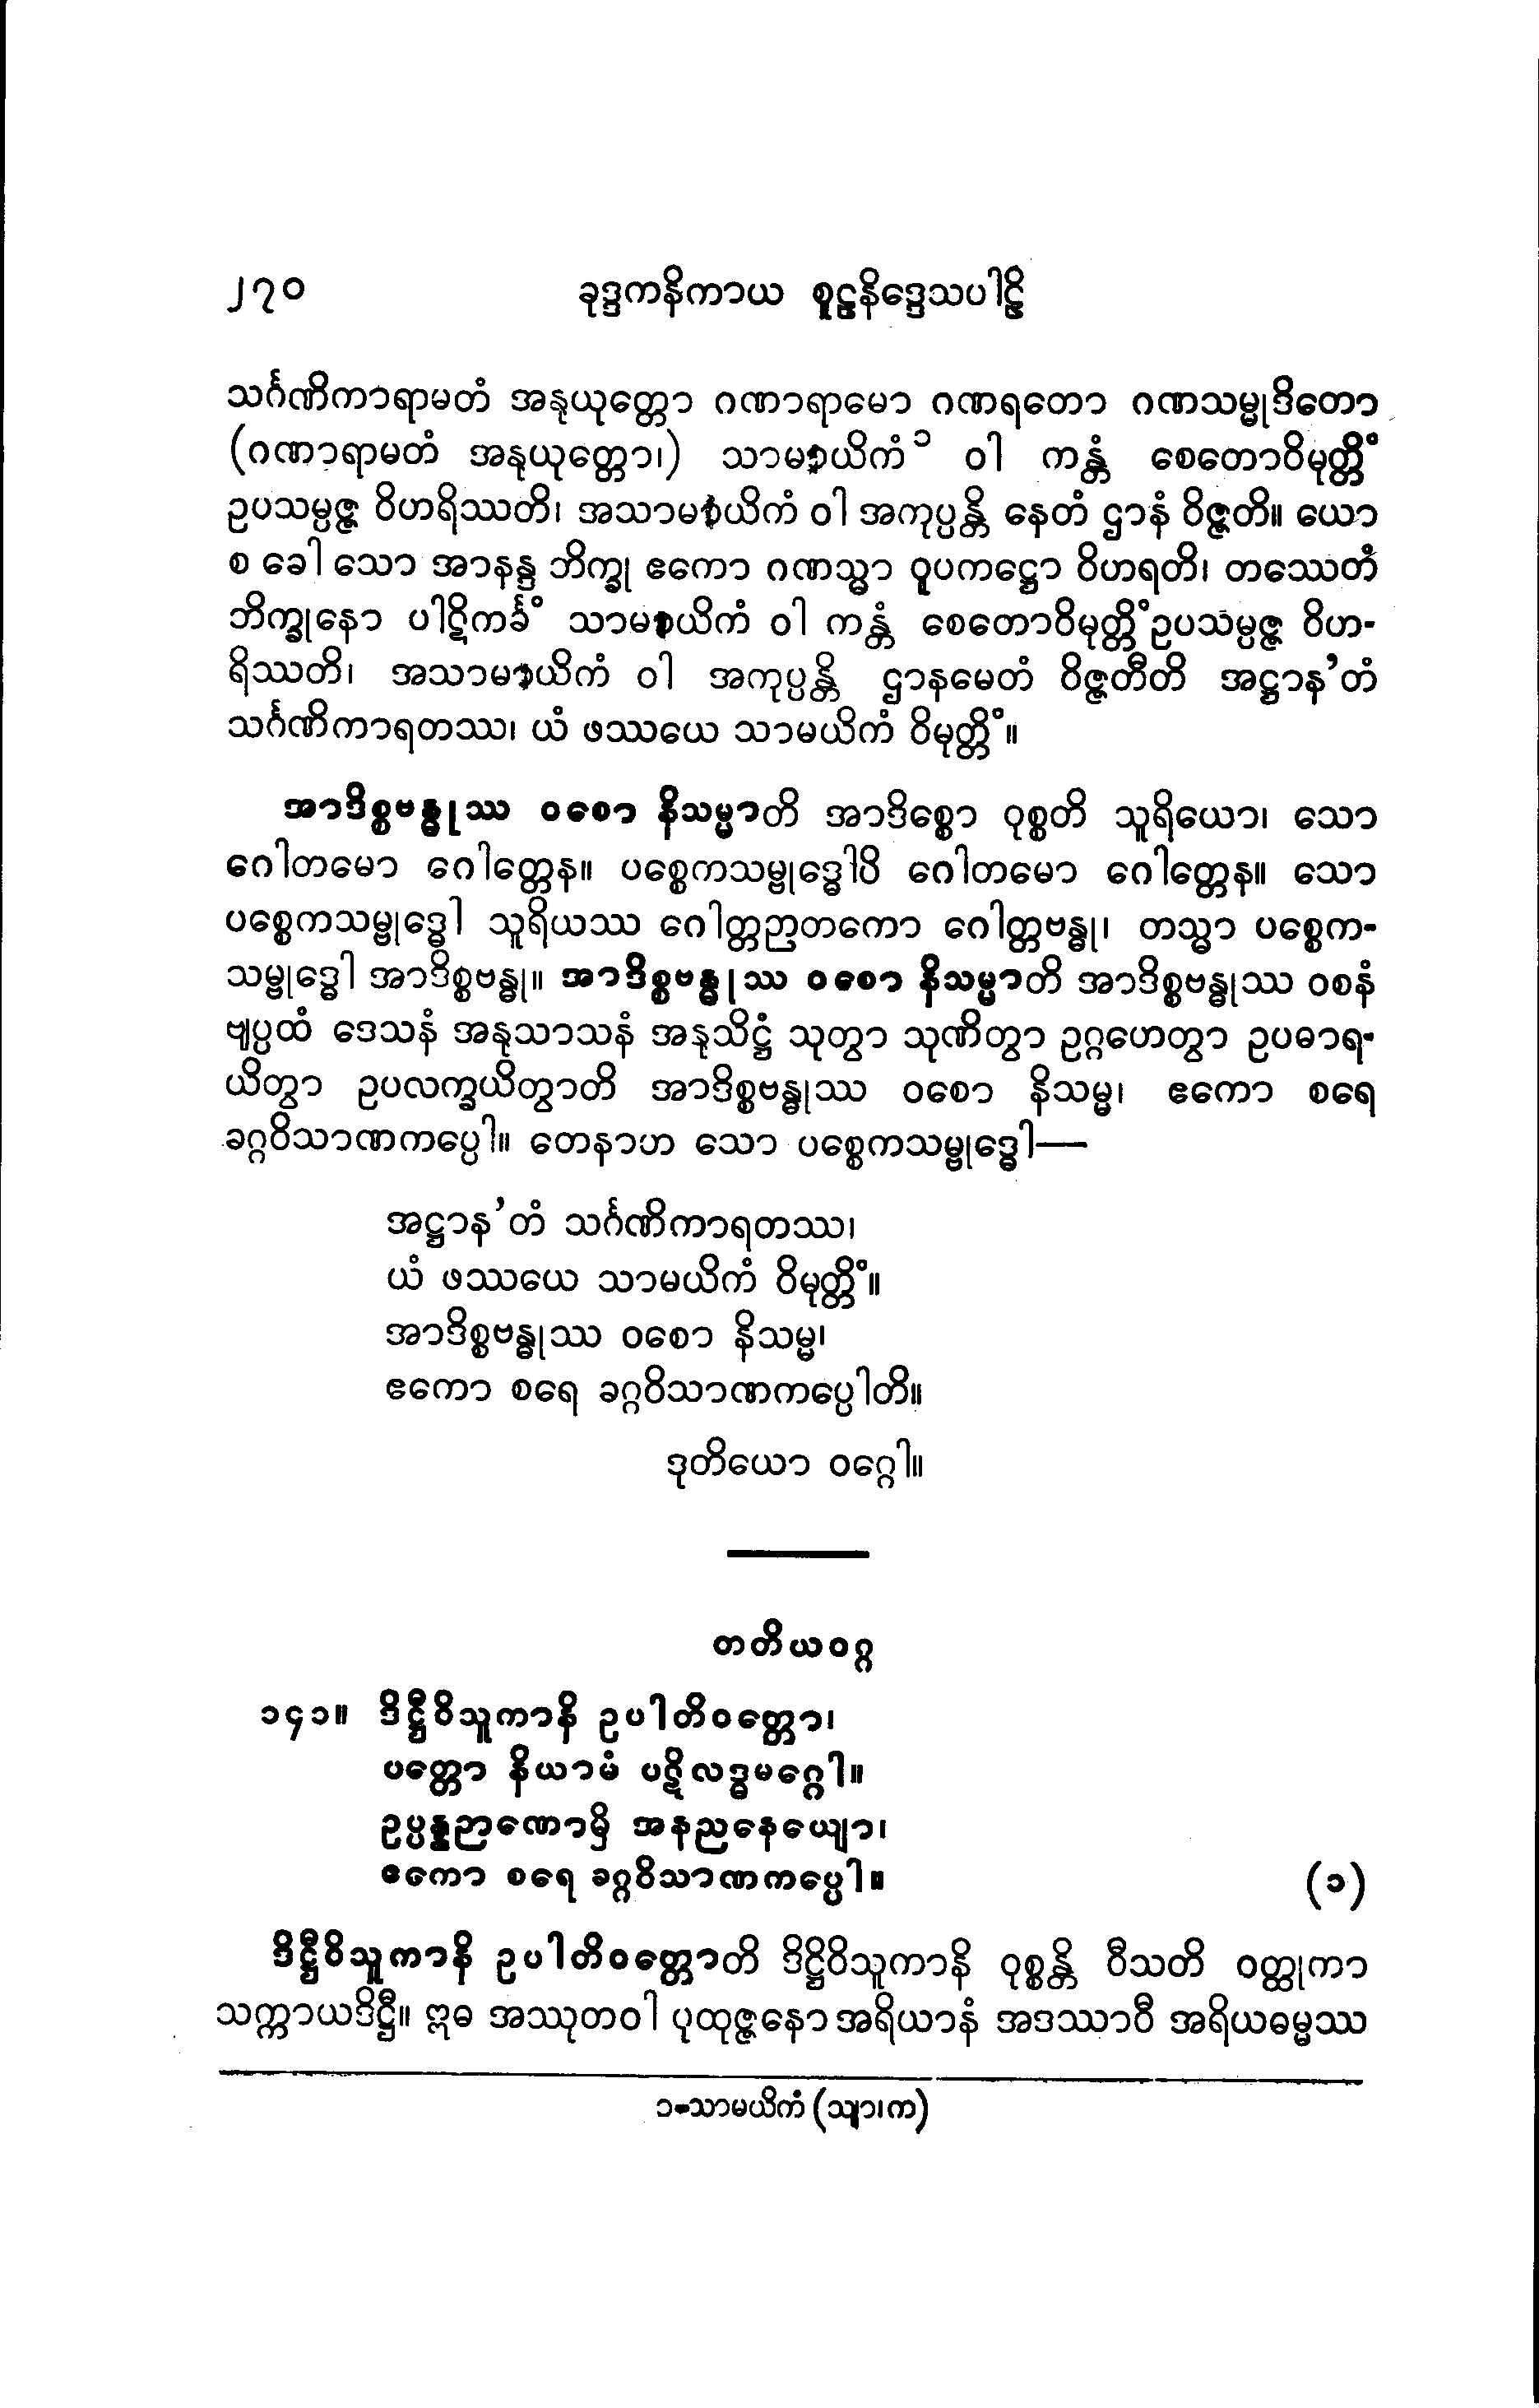 ၂၇၀ ခုဒ္ဒကနိကာယ စူဠနိဒ္ဒေသပါဠိ
သင်္ဂဏိကာရာမတံ အနုယုတ္တော ဂဏာရာမော ဂဏရတော ဂဏသမ္မုဒိတော
(ဂဏာရာမတံ အနုယုတ္တော၊) သာမာယိကံ ၁ ဝါ ကန္တံ စေတောဝိမုတ္တိံ
ဥပသမ္ပဇ္ဇ ဝိဟရိဿတိ၊ အသာမာယိကံ ဝါ အကုပ္ပန္တိ နေတံ ဌာနံ ဝိဇ္ဇတိ။ ယော
စ ခေါ သော အာနန္ဒ ဘိက္ခု ဧကော ဂဏသ္မာ ဝူပကဋ္ဌော ဝိဟရတိ၊ တဿေတံ
ဘိက္ခုနော ပါဋိကင်္ခံ သာမာယိကံ ဝါ ကန္တံ စေတောဝိမုတ္တိံ ဥပသမ္ပဇ္ဇ ဝိဟ-
ရိဿတိ၊ အသာမာယိကံ ဝါ အကုပ္ပန္တိ ဌာနမေတံ ဝိဇ္ဇတီတိ အဋ္ဌာန’တံ
သင်္ဂဏိကာရတဿ၊ ယံ ဖဿယေ သာမယိကံ ဝိမုတ္တိံ။
အာဒိစ္စဗန္ဓုဿ ဝစော နိသမ္မာတိ အာဒိစ္စော ဝုစ္စတိ သူရိယော၊ သော
ဂေါတမော ဂေါတ္တေန။ ပစ္စေကသမ္ဗုဒ္ဓေါပိ ဂေါတမော ဂေါတ္တေန။ သော
ပစ္စေကသမ္ဗုဒ္ဓေါ သူရိယဿ ဂေါတ္တဉာတကော ဂေါတ္တဗန္ဓု၊ တသ္မာ ပစ္စေက-
သမ္ဗုဒ္ဓေါ အာဒိစ္စဗန္ဓု။ အာဒိစ္စဗန္ဓုဿ ဝစော နိသမ္မာတိ အာဒိစ္စဗန္ဓုဿ ဝစနံ
ဗျပ္ပထံ ဒေသနံ အနုသာသနံ အနုသိဋ္ဌံ သုတွာ သုဏိတွာ ဥဂ္ဂဟေတွာ ဥပဓာရ-
ယိတွာ ဥပလက္ခယိတွာတိ အာဒိစ္စဗန္ဓုဿ ဝစော နိသမ္မ၊ ဧကော စရေ
ခဂ္ဂဝိသာဏကပ္ပေါ။ တေနာဟ သော ပစ္စေကသမ္ဗုဒ္ဓေါ—
အဋ္ဌာန’တံ သင်္ဂဏိကာရတဿ၊
ယံ ဖဿယေ သာမယိကံ ဝိမုတ္တိံ။
အာဒိစ္စဗန္ဓုဿ ဝစော နိသမ္မ၊
ဧကော စရေ ခဂ္ဂဝိသာဏကပ္ပေါတိ။
ဒုတိယော ဝဂ္ဂေါ။
တတိယဝဂ္ဂ
၁၄၁။ ဒိဋ္ဌီဝိသူကာနိ ဥပါတိဝတ္တော၊
ပတ္တော နိယာမံ ပဋိလဒ္ဓမဂ္ဂေါ။
ဥပ္ပန္နဉာဏောမှိ အနညနေယျော၊
ဧကော စရေ ခဂ္ဂဝိသာဏကပ္ပေါ။ (၁)
ဒိဋ္ဌီဝိသူကာနိ ဥပါတိဝတ္တောတိ ဒိဋ္ဌိဝိသူကာနိ ဝုစ္စန္တိ ဝီသတိ ဝတ္ထုကာ
သက္ကာယဒိဋ္ဌီ။ ဣဓ အဿုတဝါ ပုထုဇ္ဇနော အရိယာနံ အဒဿာဝီ အရိယဓမ္မဿ
၁-သာမယိကံ (သျာ၊က)